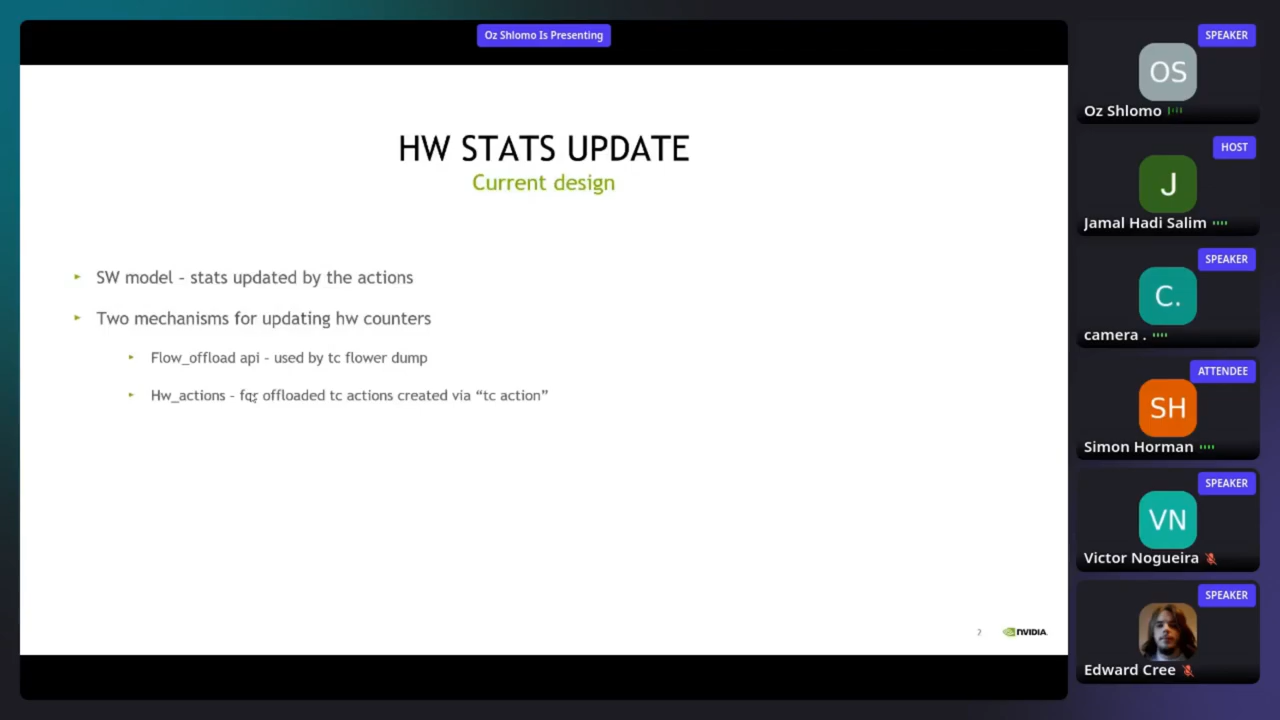 Oz Shlomo Is Presenting
HW STATS UPDATE
Current design
SW model - stats updated by the actions
Two mechanisms for updating hw counters
Flow_offload api - used by tc flower dump
Hw_actions - for offloaded tc actions created via “tc action”
2
NVIDIA.
SPEAKER
OS
Oz Shlomo
HOST
J
Jamal Hadi Salim
SPEAKER
C.
camera .
ATTENDEE
SH
Simon Horman
SPEAKER
VN
Victor Nogueira
SPEAKER
Edward Cree